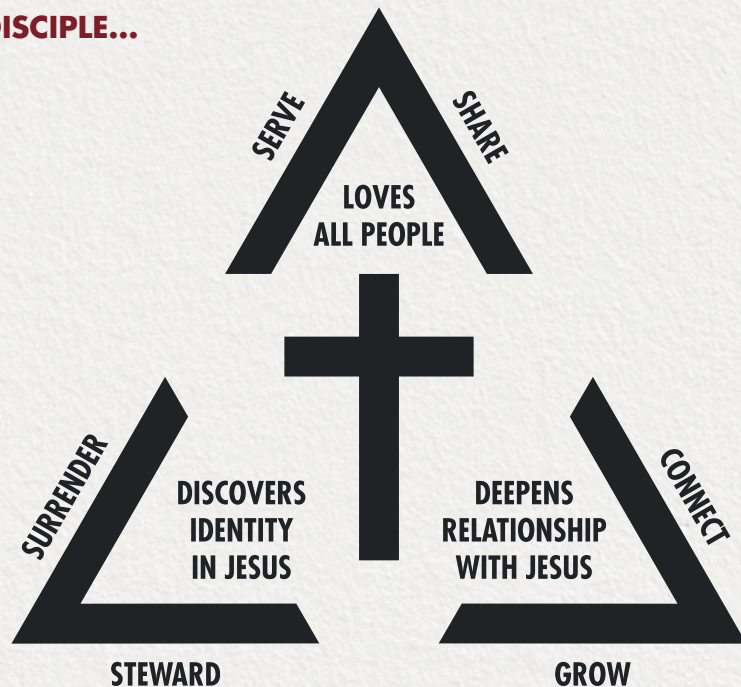 DISCIPLE...
SERVE
SHARE
LOVES
ALL PEOPLE
SURRENDER
DISCOVERS
IDENTITY
IN JESUS
STEWARD
DEEPENS
RELATIONSHIP
WITH JESUS
CONNECT
GROW